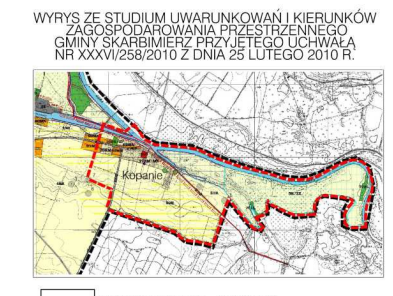 WYRYS ZE STUDIUM UWARUNKOWAŃ I KIERUNKÓW
ZAGOSPODAROWANIA PRZESTRZENNEGO
GMINY SKARBIMIERZ PRZYJĘTEGO UCHWAŁĄ
NR XXXVI/258/2010 Z DNIA 25 LUTEGO 2010 R.
Kopanie